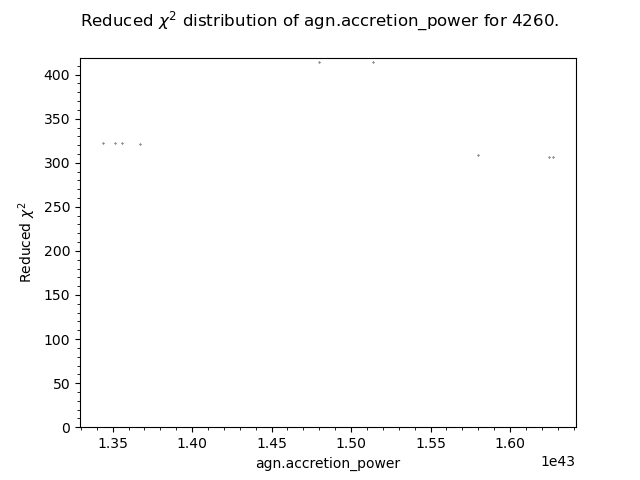 Reduced χ² distribution of agn.accretion_power for 4260.
400
350
300
250
200
150
100
50
0
Reduced χ²
1.35 1.40 1.45 1.50 1.55 1.60
1e43
agn.accretion_power